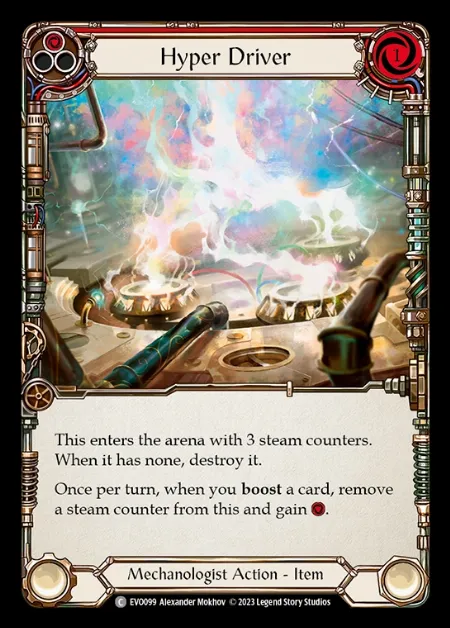 Hyper Driver
1
This enters the arena with 3 steam counters.
When it has none, destroy it.
Once per turn, when you boost a card, remove
a steam counter from this and gain .
Mechanologist Action - Item
C EVO099 Alexander Mokhov © 2023 Legend Story Studios